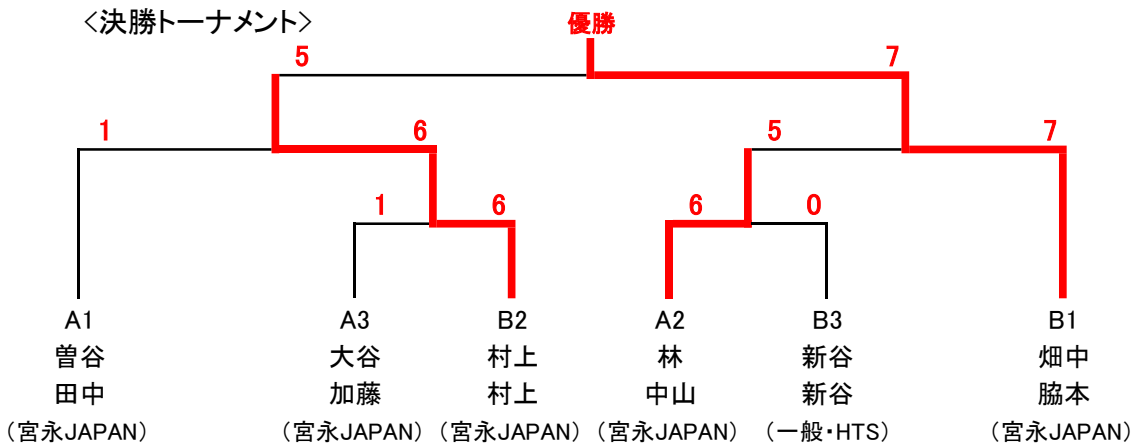 <決勝トーナメント>
優勝
5 7
1 6 5 7
1 6 6 0
A1 A3 B2 A2 B3 B1
曽谷 大谷 村上 林 新谷 畑中
田中 加藤 村上 中山 新谷 脇本
(宮永JAPAN) (宮永JAPAN) (宮永JAPAN) (宮永JAPAN) (一般・HTS) (宮永JAPAN)